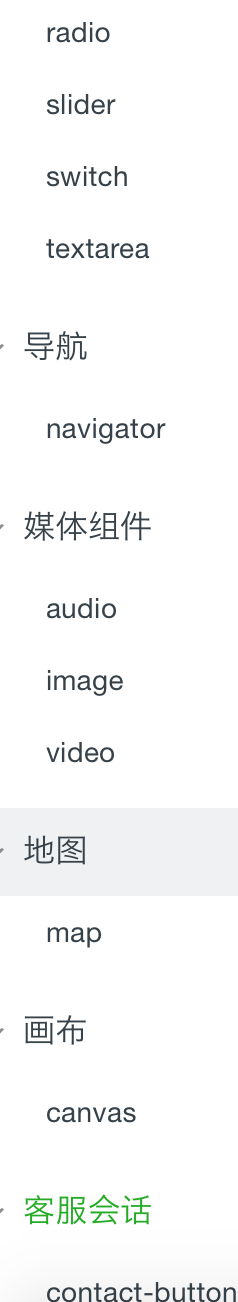 radio
slider
switch
textarea
导航
navigator
媒体组件
audio
image
video
地图
map
画布
canvas
客服会话
contact-button